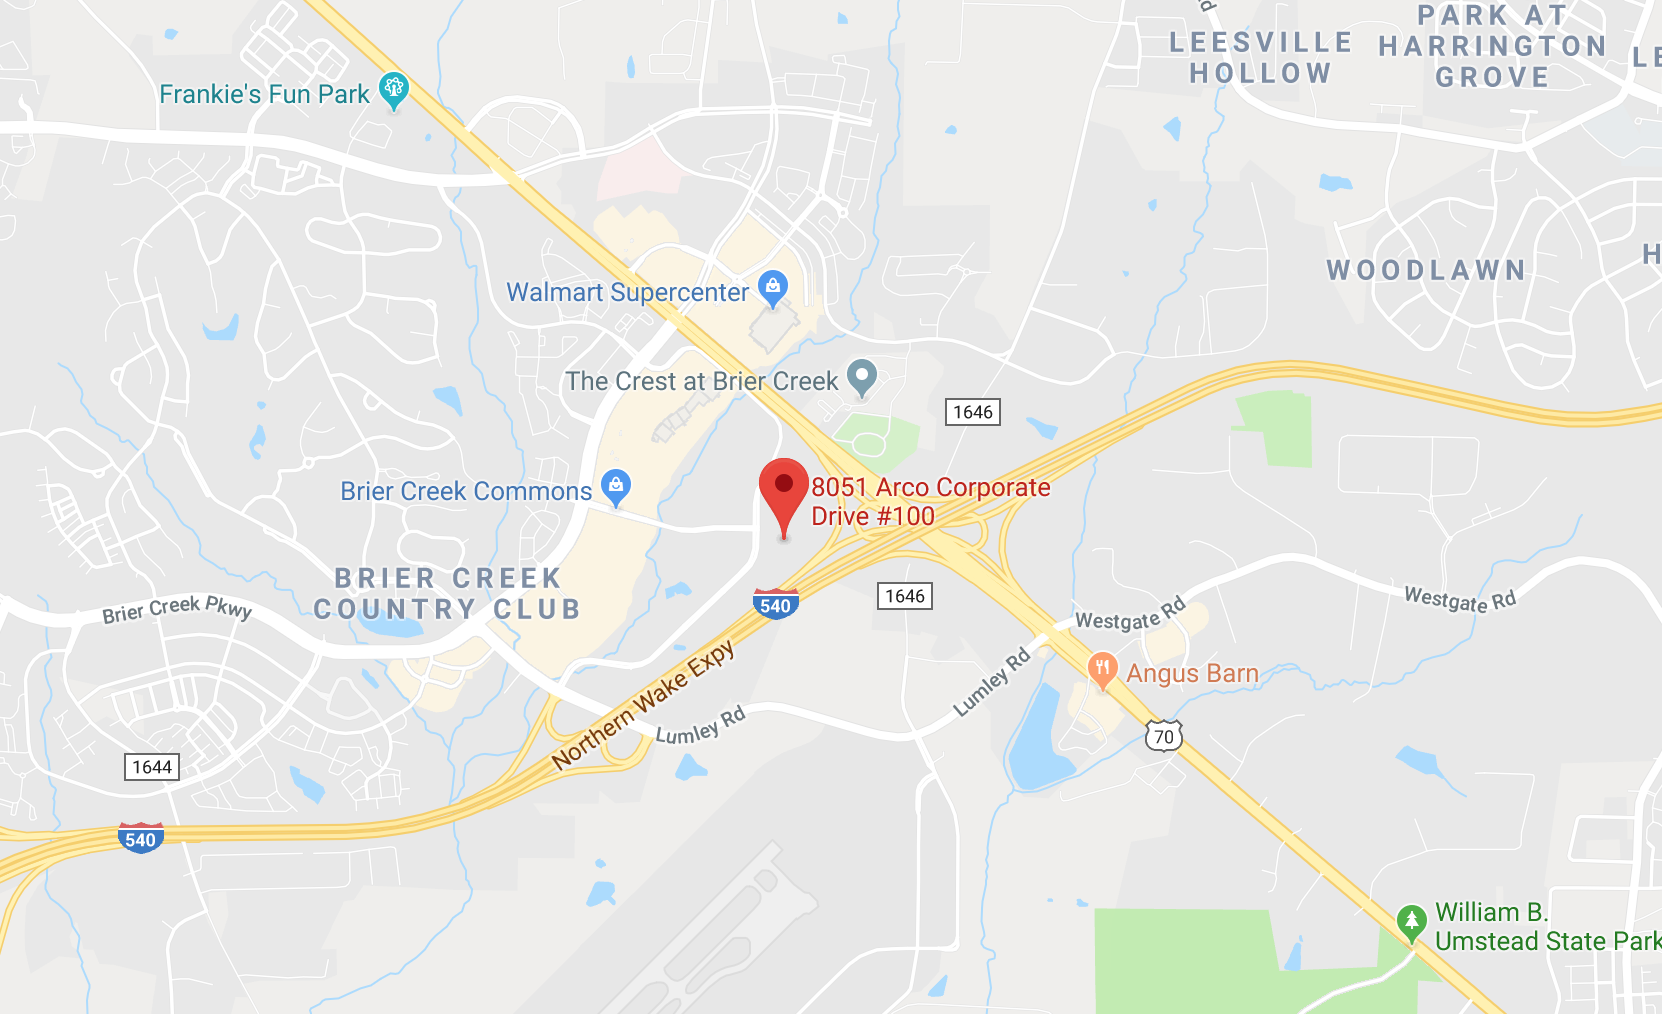 PARK AT
HARRINGTON
GROVE
LEESVILLE
HOLLOW
Frankie's Fun Park
WOODLAWN
Walmart Supercenter
The Crest at Brier Creek
1646
Brier Creek Commons
8051 Arco Corporate
Drive #100
BRIER CREEK
COUNTRY CLUB
Brier Creek Pkwy
540
1646
Westgate Rd
Westgate Rd
Lumley Rd
Angus Barn
Northern Wake Expy
Lumley Rd
70
1644
540
William B.
Umstead State Park